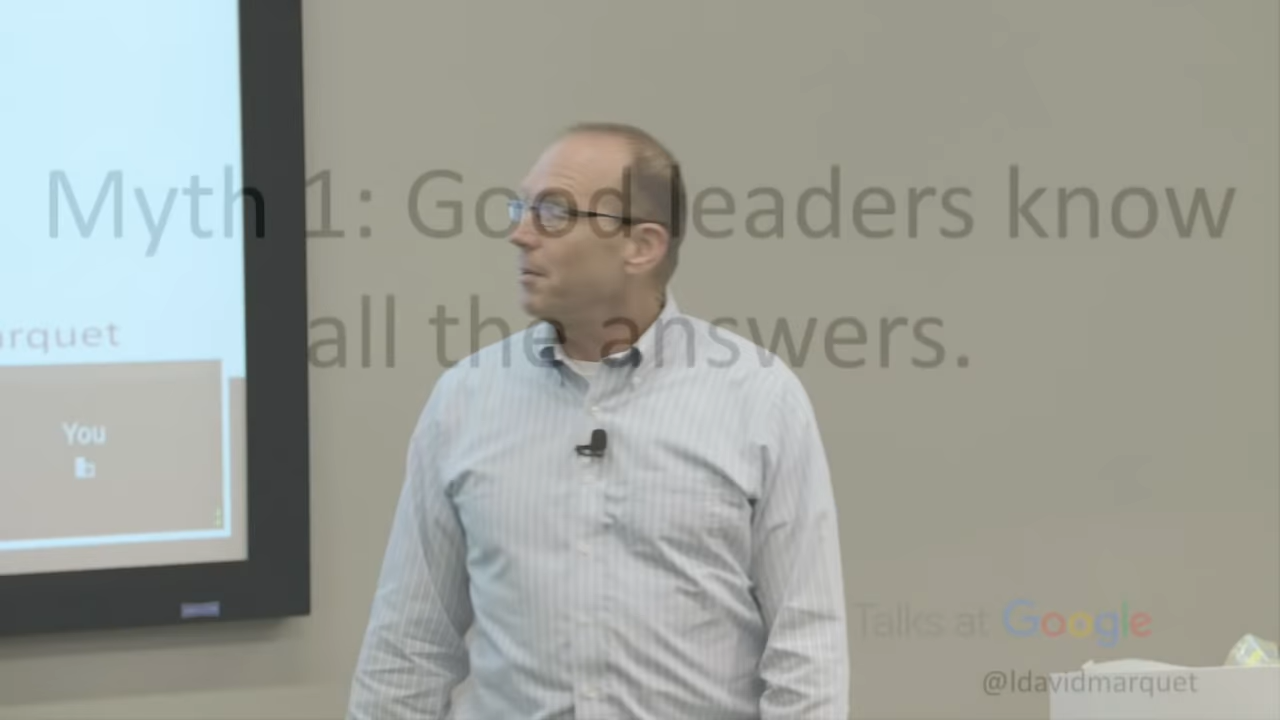 Myth 1: Good leaders know
all the answers.
arquet
You
Talks at Google
@ldavidmarquet